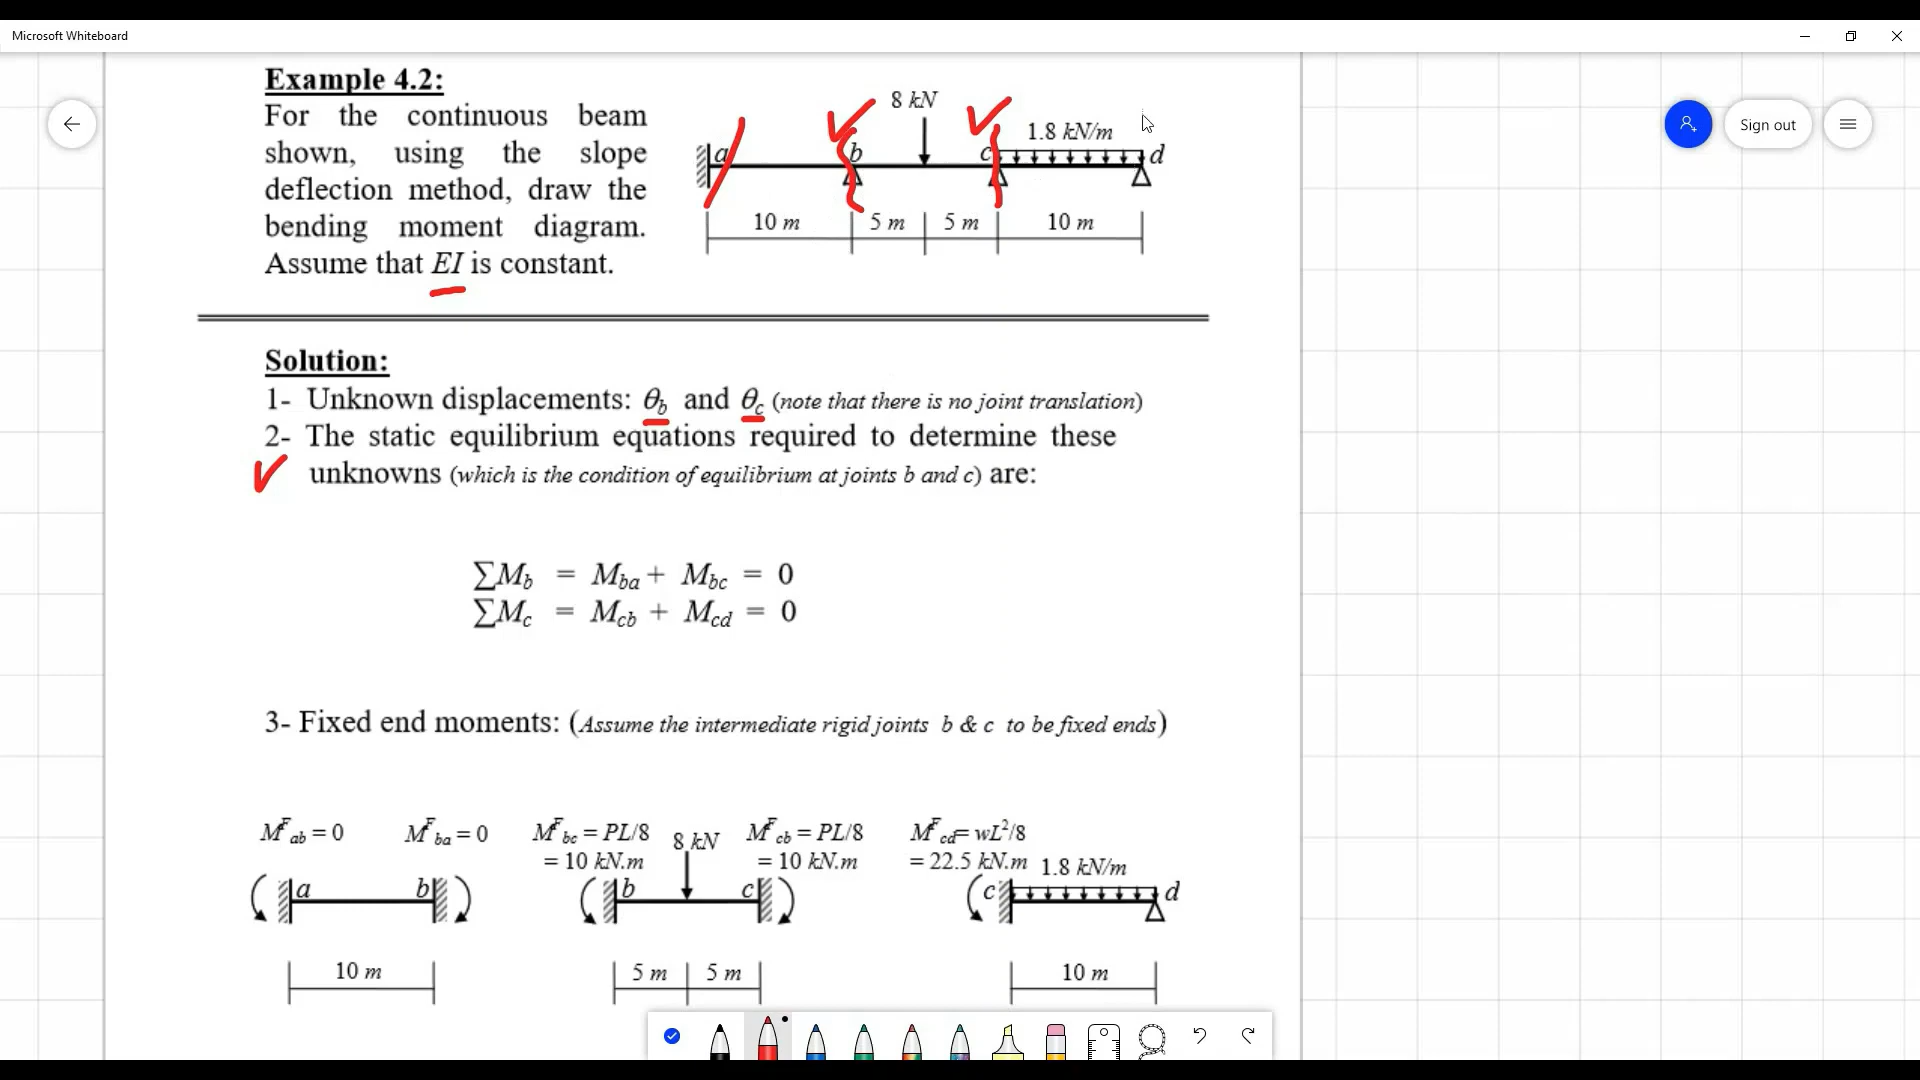 Microsoft Whiteboard
Sign out
Example 4.2:
For the continuous beam
shown, using the slope
deflection method, draw the
bending moment diagram.
Assume that EI is constant.
8 kN
1.8 kN/m
a b c d
10 m 5 m 5 m 10 m
Solution:
1- Unknown displacements: θb and θc (note that there is no joint translation)
2- The static equilibrium equations required to determine these
unknowns (which is the condition of equilibrium at joints b and c) are:
∑Mb = Mba + Mbc = 0
∑Mc = Mcb + Mcd = 0
3- Fixed end moments: (Assume the intermediate rigid joints b & c to be fixed ends)
MFab = 0 MFba = 0 MFbc = PL/8 8 kN MFcb = PL/8 MFcd= wL²/8
= 10 kN.m = 10 kN.m = 22.5 kN.m 1.8 kN/m
a b b c c d
10 m 5 m 5 m 10 m